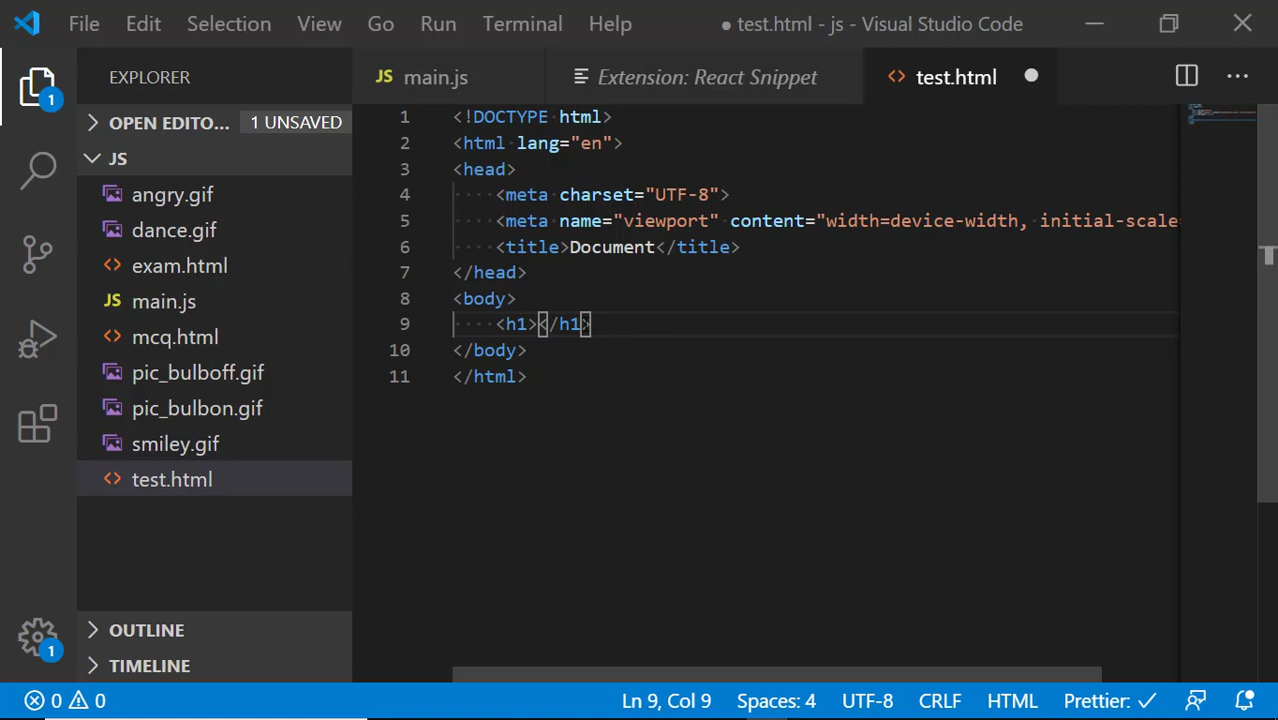 File Edit Selection View Go Run Terminal Help ● test.html - js - Visual Studio Code
EXPLORER
JS main.js
Extension: React Snippet
<> test.html
OPEN EDITO... 1 UNSAVED
JS
angry.gif
dance.gif
<> exam.html
JS main.js
<> mcq.html
pic_bulboff.gif
pic_bulbon.gif
smiley.gif
<> test.html
OUTLINE
TIMELINE
1
1
1 <!DOCTYPE html>
2 <html lang="en">
3 <head>
4 ····<meta charset="UTF-8">
5 ····<meta name="viewport" content="width=device-width, initial-scale=
6 ····<title>Document</title>
7 </head>
8 <body>
9 ····<h1></h1>
10 </body>
11 </html>
0 0 Ln 9, Col 9 Spaces: 4 UTF-8 CRLF HTML Prettier: ✓